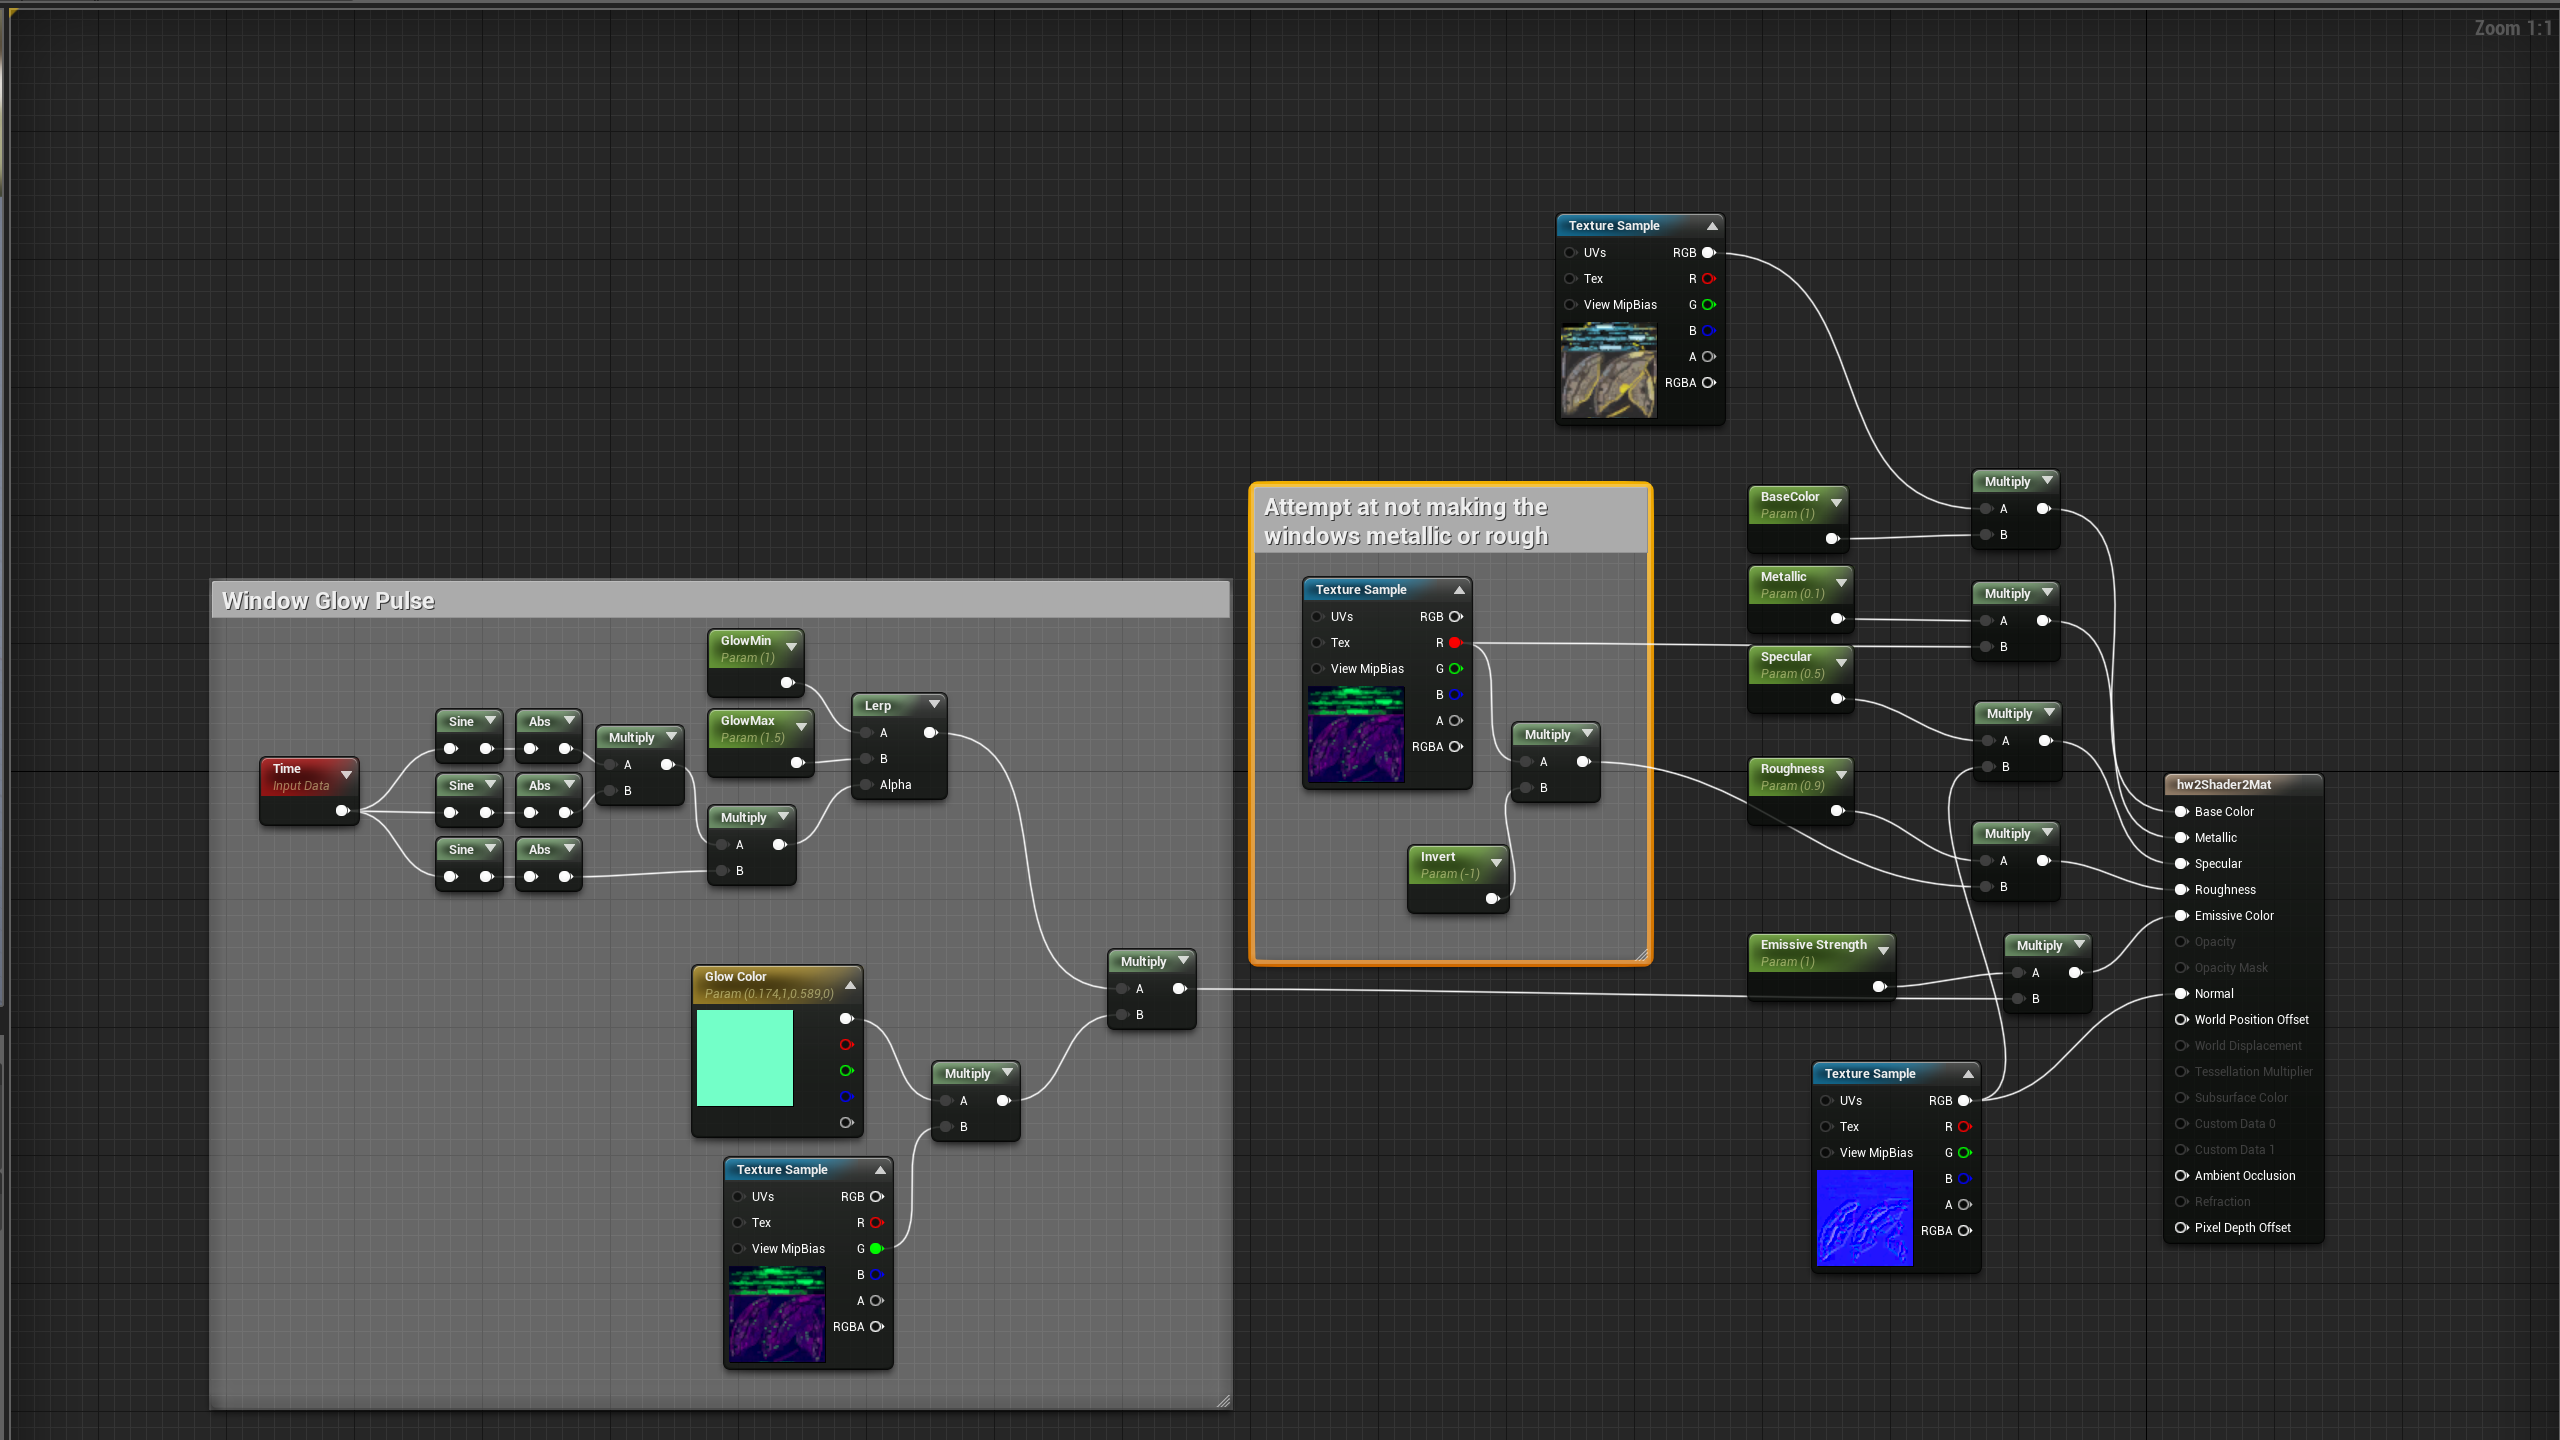 Zoom 1:1
Texture Sample
UVs RGB
Tex R
View MipBias G
B
A
RGBA
Attempt at not making the
windows metallic or rough
Texture Sample
UVs RGB
Tex R
View MipBias G
B
A
RGBA
Multiply
A
B
Invert
Param (-1)
Window Glow Pulse
Time
Input Data
Sine
Abs
Sine
Abs
Sine
Abs
Multiply
A
B
GlowMin
Param (1)
GlowMax
Param (1.5)
Multiply
A
B
Lerp
A
B
Alpha
Glow Color
Param (0.174,1,0.589,0)
Texture Sample
UVs RGB
Tex R
View MipBias G
B
A
RGBA
Multiply
A
B
Multiply
A
B
BaseColor
Param (1)
Metallic
Param (0.1)
Specular
Param (0.5)
Roughness
Param (0.9)
Emissive Strength
Param (1)
Multiply
A
B
Multiply
A
B
Multiply
A
B
Multiply
A
B
Multiply
A
B
Texture Sample
UVs RGB
Tex R
View MipBias G
B
A
RGBA
hw2Shader2Mat
Base Color
Metallic
Specular
Roughness
Emissive Color
Opacity
Opacity Mask
Normal
World Position Offset
World Displacement
Tessellation Multiplier
Subsurface Color
Custom Data 0
Custom Data 1
Ambient Occlusion
Refraction
Pixel Depth Offset